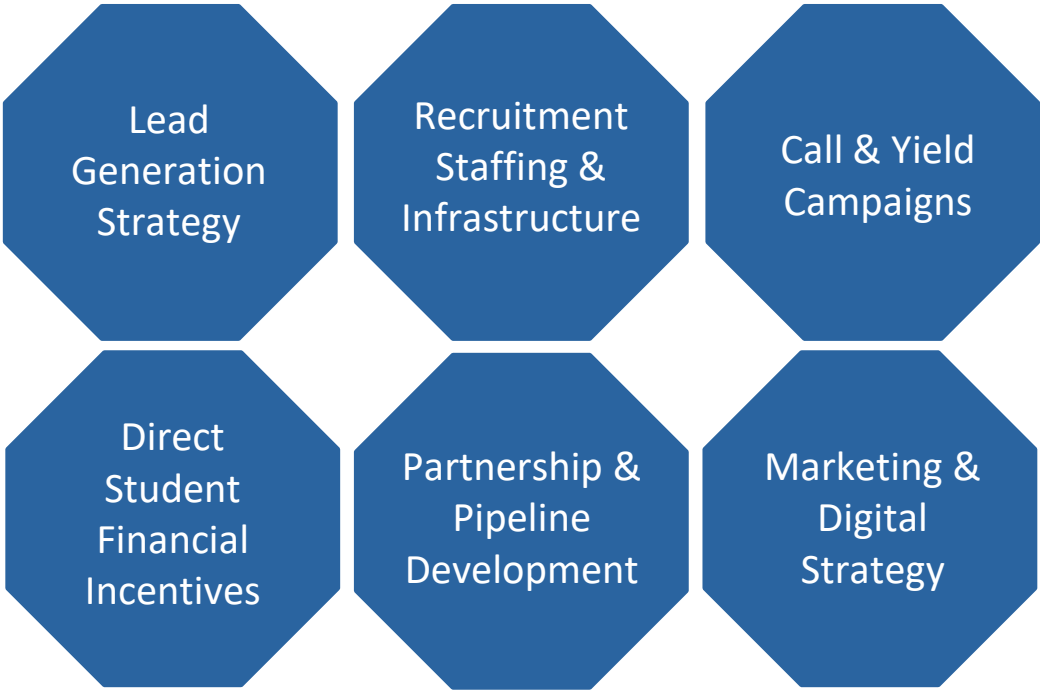 Lead
Generation
Strategy
Recruitment
Staffing &
Infrastructure
Call & Yield
Campaigns
Direct
Student
Financial
Incentives
Partnership &
Pipeline
Development
Marketing &
Digital
Strategy